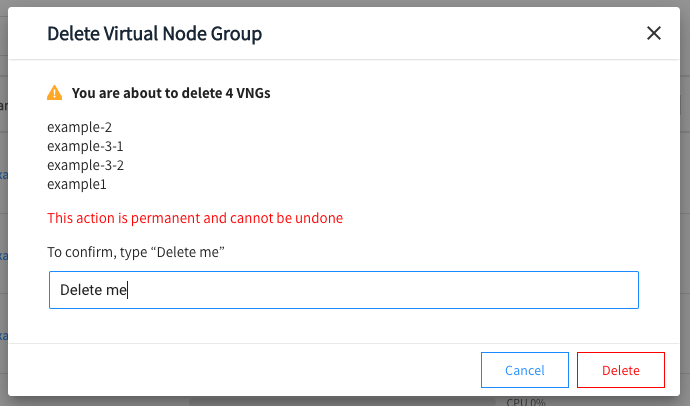 Delete Virtual Node Group
You are about to delete 4 VNGs
example-2
example-3-1
example-3-2
example1
This action is permanent and cannot be undone
To confirm, type “Delete me”
Delete me
Cancel
Delete
CPU 0%